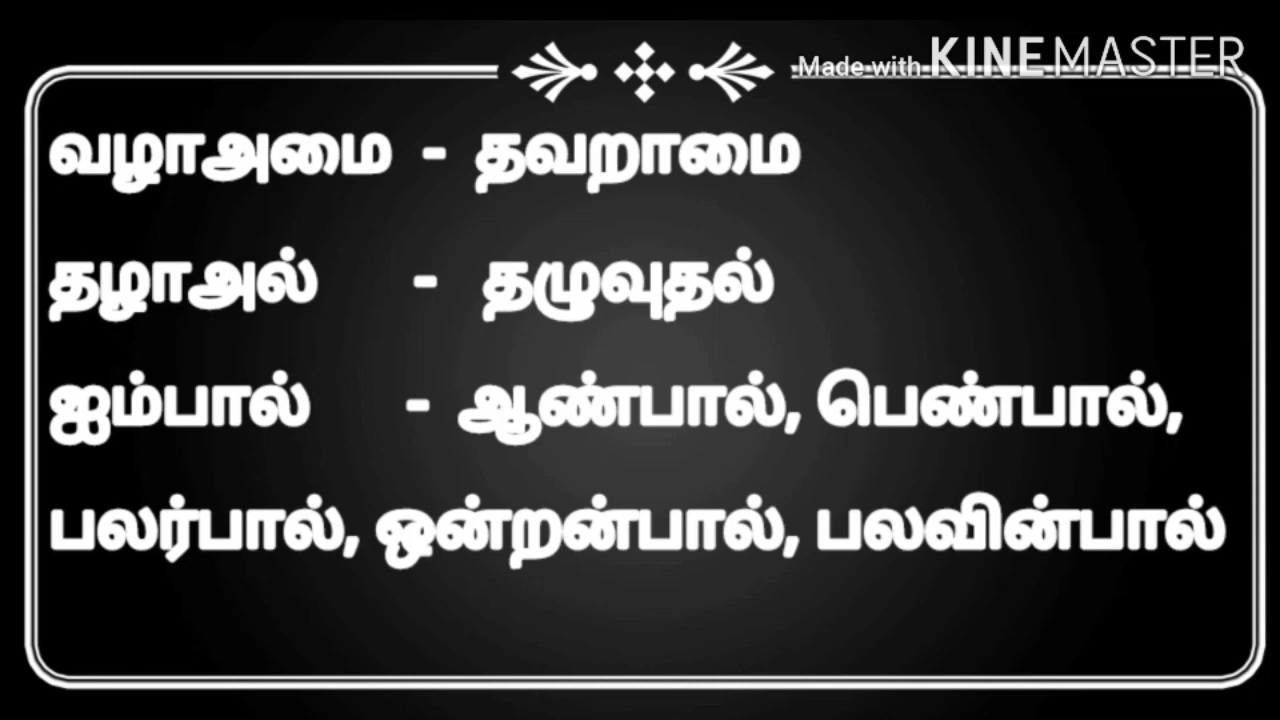 Made with KINEMASTER
வழாஅமை - தவறாமை
தழாஅல் - தழுவுதல்
ஐம்பால் - ஆண்பால், பெண்பால்,
பலர்பால், ஒன்றன்பால், பலவின்பால்